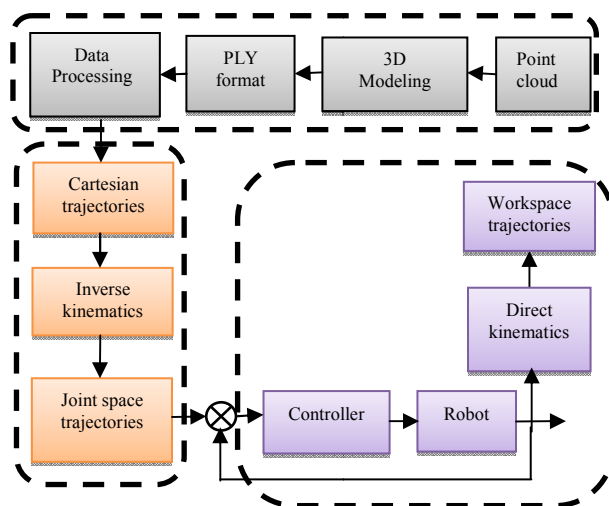 Data
Processing
PLY
format
3D
Modeling
Point
cloud
Cartesian
trajectories
Inverse
kinematics
Joint space
trajectories
Workspace
trajectories
Direct
kinematics
Controller
Robot